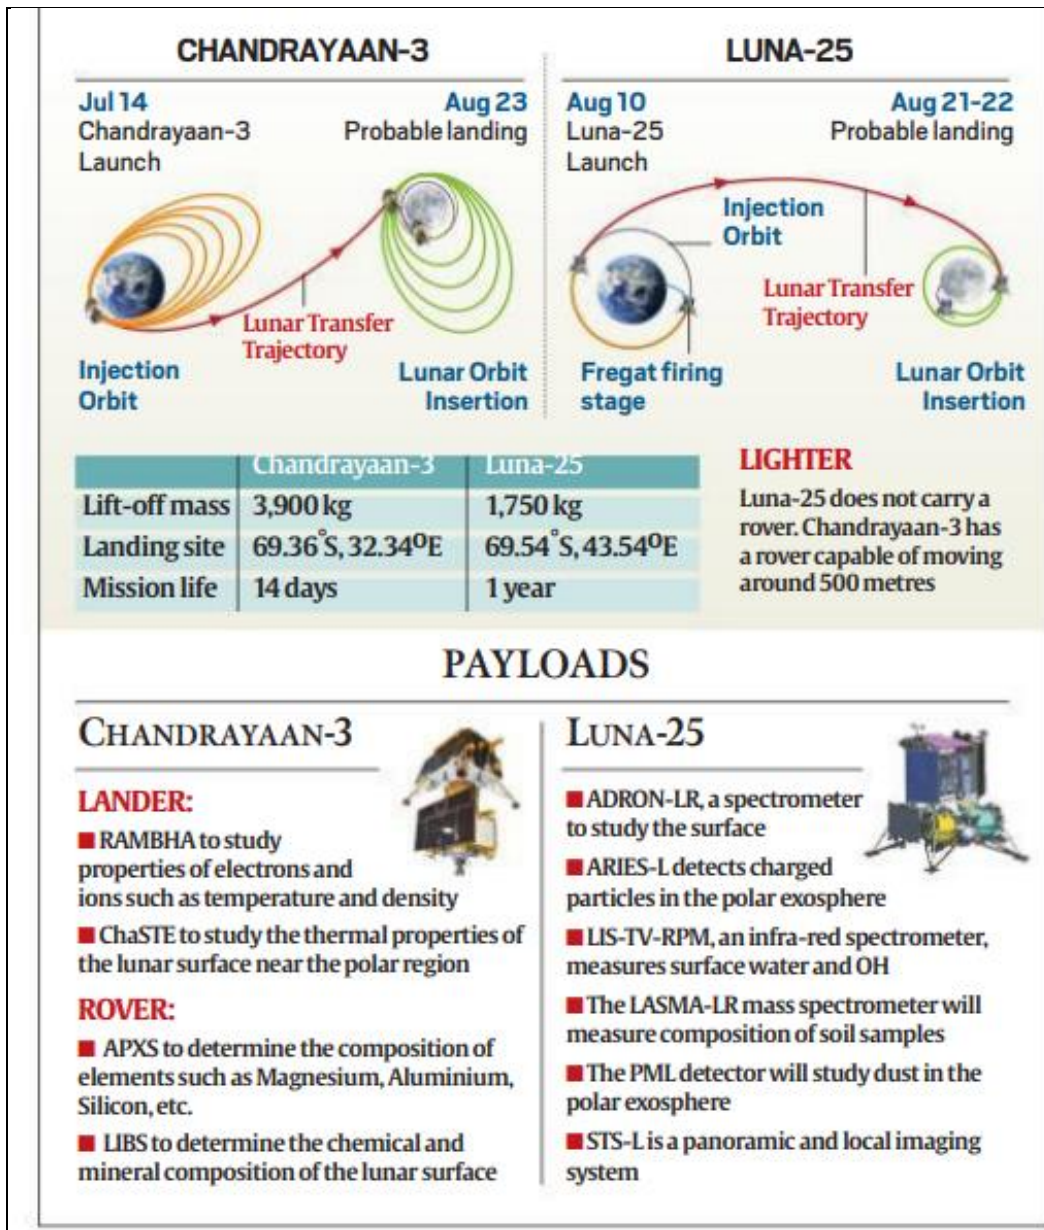 CHANDRAYAAN-3
Jul 14
Chandrayaan-3
Launch
Aug 23
Probable landing
Lunar Transfer
Trajectory
Injection
Orbit
Lunar Orbit
Insertion
LUNA-25
Aug 10
Luna-25
Launch
Aug 21-22
Probable landing
Injection
Orbit
Lunar Transfer
Trajectory
Fregat firing
stage
Lunar Orbit
Insertion
Chandrayaan-3 Luna-25
Lift-off mass 3,900 kg 1,750 kg
Landing site 69.36°S, 32.34°E 69.54°S, 43.54°E
Mission life 14 days 1 year
LIGHTER
Luna-25 does not carry a
rover. Chandrayaan-3 has
a rover capable of moving
around 500 metres
PAYLOADS
CHANDRAYAAN-3
LANDER:
■ RAMBHA to study
properties of electrons and
ions such as temperature and density
■ ChaSTE to study the thermal properties of
the lunar surface near the polar region
ROVER:
■ APXS to determine the composition of
elements such as Magnesium, Aluminium,
Silicon, etc.
■ LIBS to determine the chemical and
mineral composition of the lunar surface
LUNA-25
■ ADRON-LR, a spectrometer
to study the surface
■ ARIES-L detects charged
particles in the polar exosphere
■ LIS-TV-RPM, an infra-red spectrometer,
measures surface water and OH
■ The LASMA-LR mass spectrometer will
measure composition of soil samples
■ The PML detector will study dust in the
polar exosphere
■ STS-L is a panoramic and local imaging
system